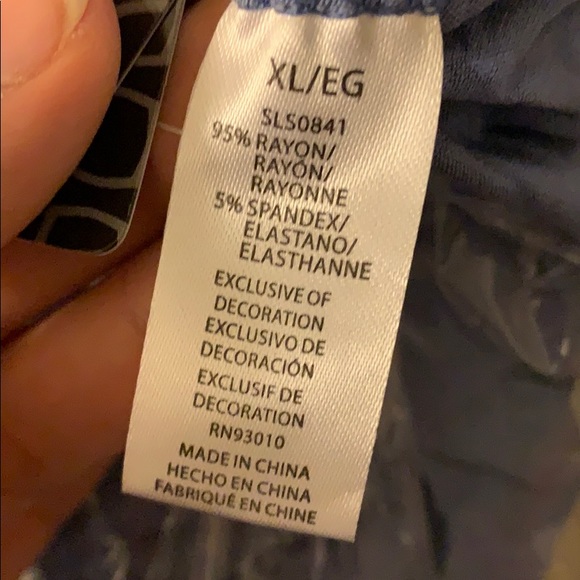 XL/EG
SLS0841
95% RAYON/
RAYÓN/
RAYONNE
5% SPANDEX/
ELASTANO/
ELASTHANNE
EXCLUSIVE OF
DECORATION
EXCLUSIVO DE
DECORACIÓN
EXCLUSIF DE
DECORATION
RN93010
MADE IN CHINA
HECHO EN CHINA
FABRIQUÉ EN CHINE